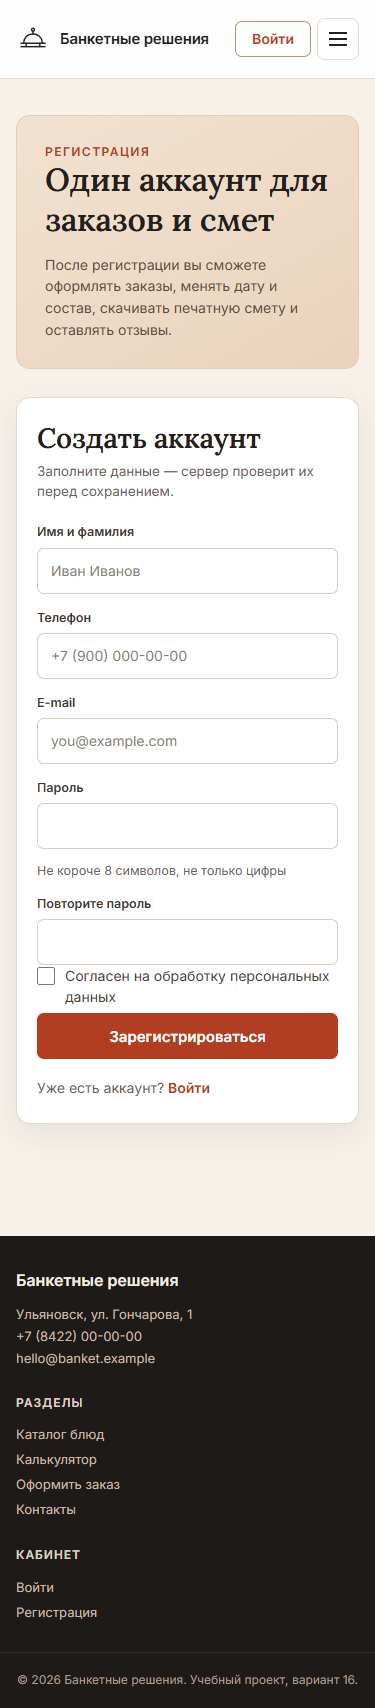 Банкетные решения
Войти
РЕГИСТРАЦИЯ
Один аккаунт для
заказов и смет
После регистрации вы сможете
оформлять заказы, менять дату и
состав, скачивать печатную смету и
оставлять отзывы.
Создать аккаунт
Заполните данные — сервер проверит их
перед сохранением.
Имя и фамилия
Иван Иванов
Телефон
+7 (900) 000-00-00
E-mail
you@example.com
Пароль
Не короче 8 символов, не только цифры
Повторите пароль
Согласен на обработку персональных
данных
Зарегистрироваться
Уже есть аккаунт? Войти
Банкетные решения
Ульяновск, ул. Гончарова, 1
+7 (8422) 00-00-00
hello@banket.example
РАЗДЕЛЫ
Каталог блюд
Калькулятор
Оформить заказ
Контакты
КАБИНЕТ
Войти
Регистрация
© 2026 Банкетные решения. Учебный проект, вариант 16.